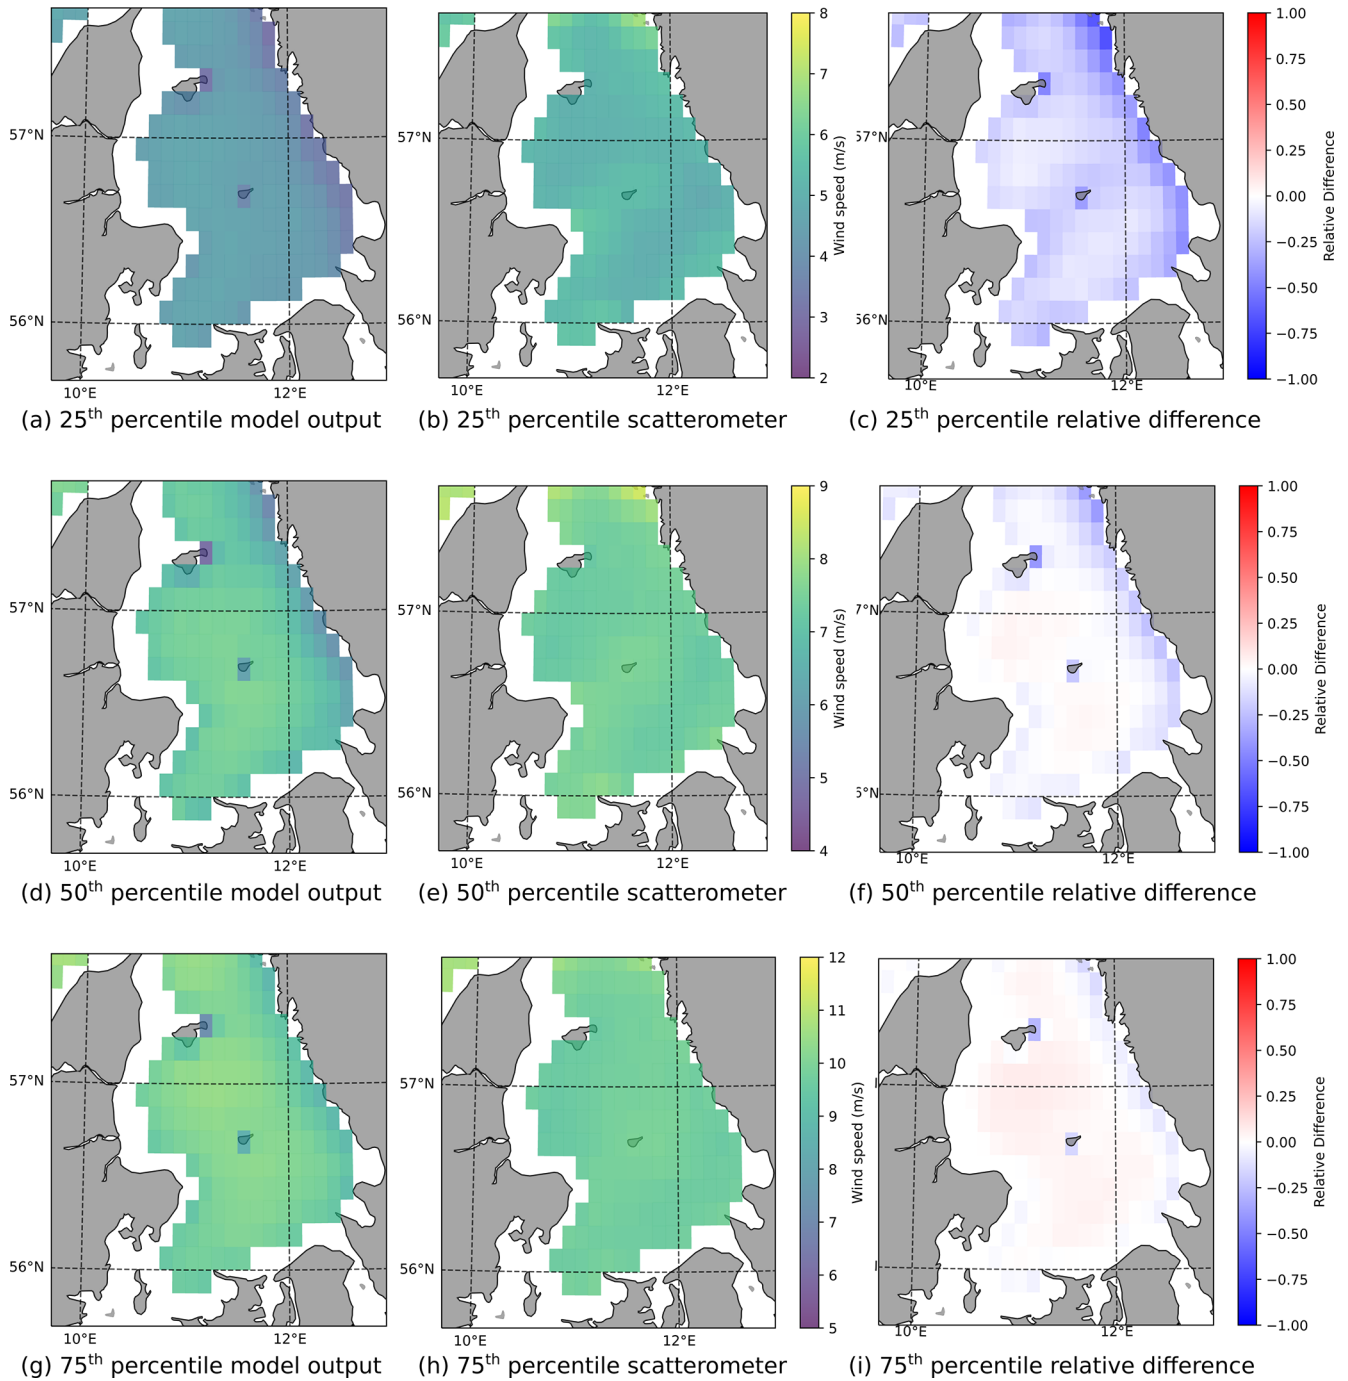 8
7
6
5
4
3
2
Wind speed (m/s)
1.00
0.75
0.50
0.25
0.00
−0.25
−0.50
−0.75
−1.00
Relative Difference
57°N
56°N
10°E
12°E
57°N
56°N
10°E
12°E
57°N
56°N
10°E
12°E
(a) 25th percentile model output
(b) 25th percentile scatterometer
(c) 25th percentile relative difference
9
8
7
6
5
4
Wind speed (m/s)
1.00
0.75
0.50
0.25
0.00
−0.25
−0.50
−0.75
−1.00
Relative Difference
57°N
56°N
10°E
12°E
57°N
56°N
10°E
12°E
7°N
5°N
10°E
12°E
(d) 50th percentile model output
(e) 50th percentile scatterometer
(f) 50th percentile relative difference
12
11
10
9
8
7
6
5
Wind speed (m/s)
1.00
0.75
0.50
0.25
0.00
−0.25
−0.50
−0.75
−1.00
Relative Difference
57°N
56°N
10°E
12°E
57°N
56°N
10°E
12°E
10°E
12°E
(g) 75th percentile model output
(h) 75th percentile scatterometer
(i) 75th percentile relative difference